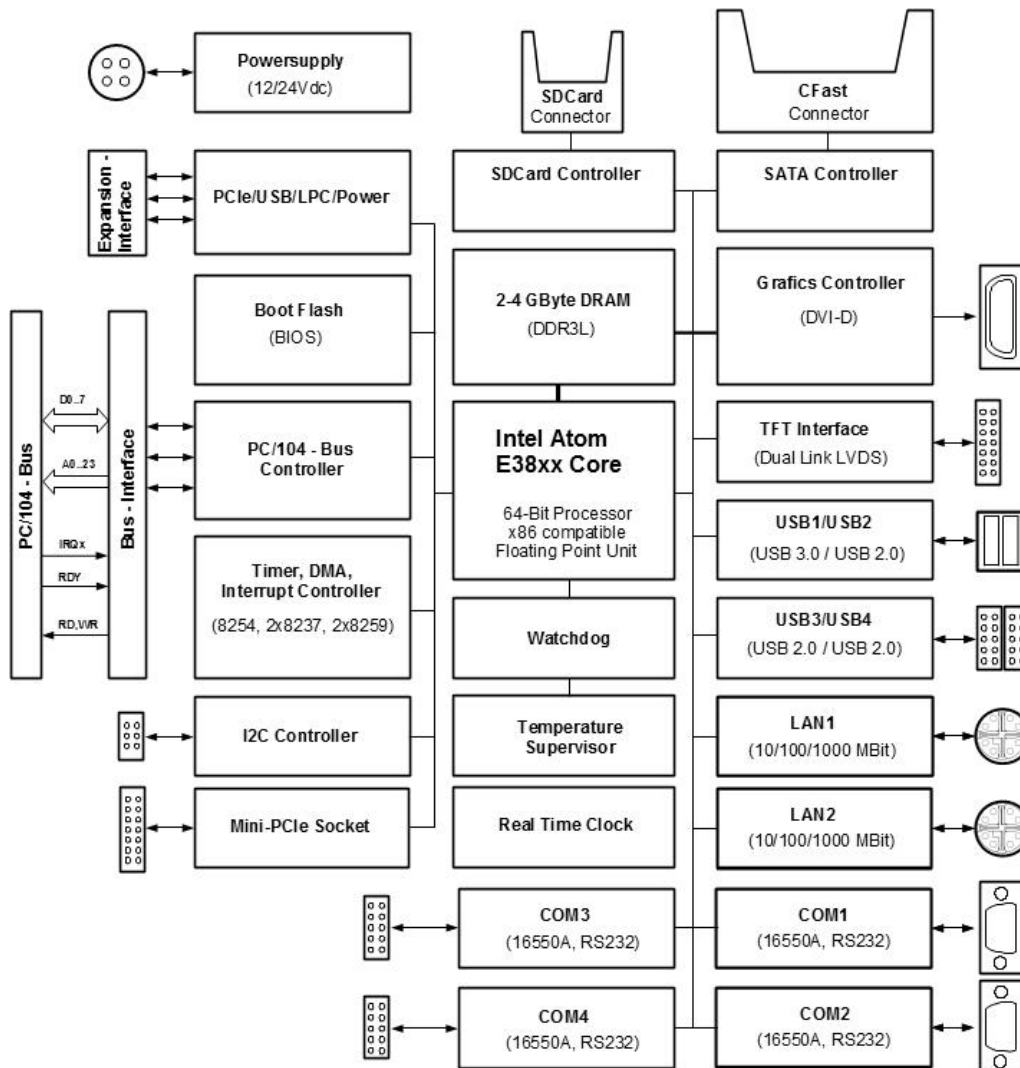 Powersupply
(12/24Vdc)
SDCard
Connector
CFast
Connector
Expansion -
Interface
PCIe/USB/LPC/Power
SDCard Controller
SATA Controller
Boot Flash
(BIOS)
2-4 GByte DRAM
(DDR3L)
Grafics Controller
(DVI-D)
PC/104 - Bus
D0..7
A0..23
IRQx
RDY
RD,WR
Bus - Interface
PC/104 - Bus
Controller
Intel Atom
E38xx Core
64-Bit Processor
x86 compatible
Floating Point Unit
TFT Interface
(Dual Link LVDS)
USB1/USB2
(USB 3.0 / USB 2.0)
Timer, DMA,
Interrupt Controller
(8254, 2x8237, 2x8259)
Watchdog
USB3/USB4
(USB 2.0 / USB 2.0)
I2C Controller
Temperature
Supervisor
LAN1
(10/100/1000 MBit)
Mini-PCIe Socket
Real Time Clock
LAN2
(10/100/1000 MBit)
COM3
(16550A, RS232)
COM1
(16550A, RS232)
COM4
(16550A, RS232)
COM2
(16550A, RS232)